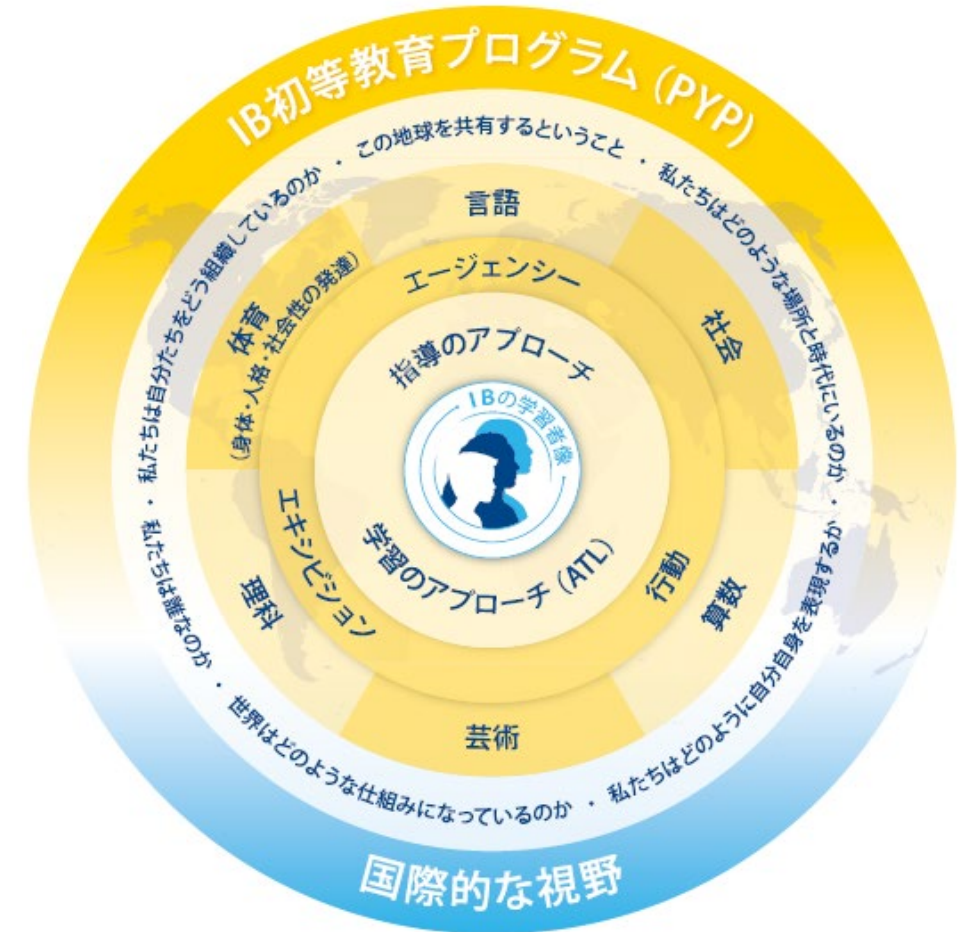 IB初等教育プログラム (PYP)
この地球を共有するということ ・ 私たちはどのような場所と時代にいるのか ・ 私たちはどのように自分自身を表現するか ・ 世界はどのような仕組みになっているのか ・ 私たちは誰なのか ・ 私たちは自分たちをどう組織しているのか ・
言語
社会
算数
芸術
理科
体育
(身体・人格・社会性の発達)
エージェンシー
行動
エキシビション
指導のアプローチ
IBの学習者像
学習のアプローチ (ATL)
国際的な視野